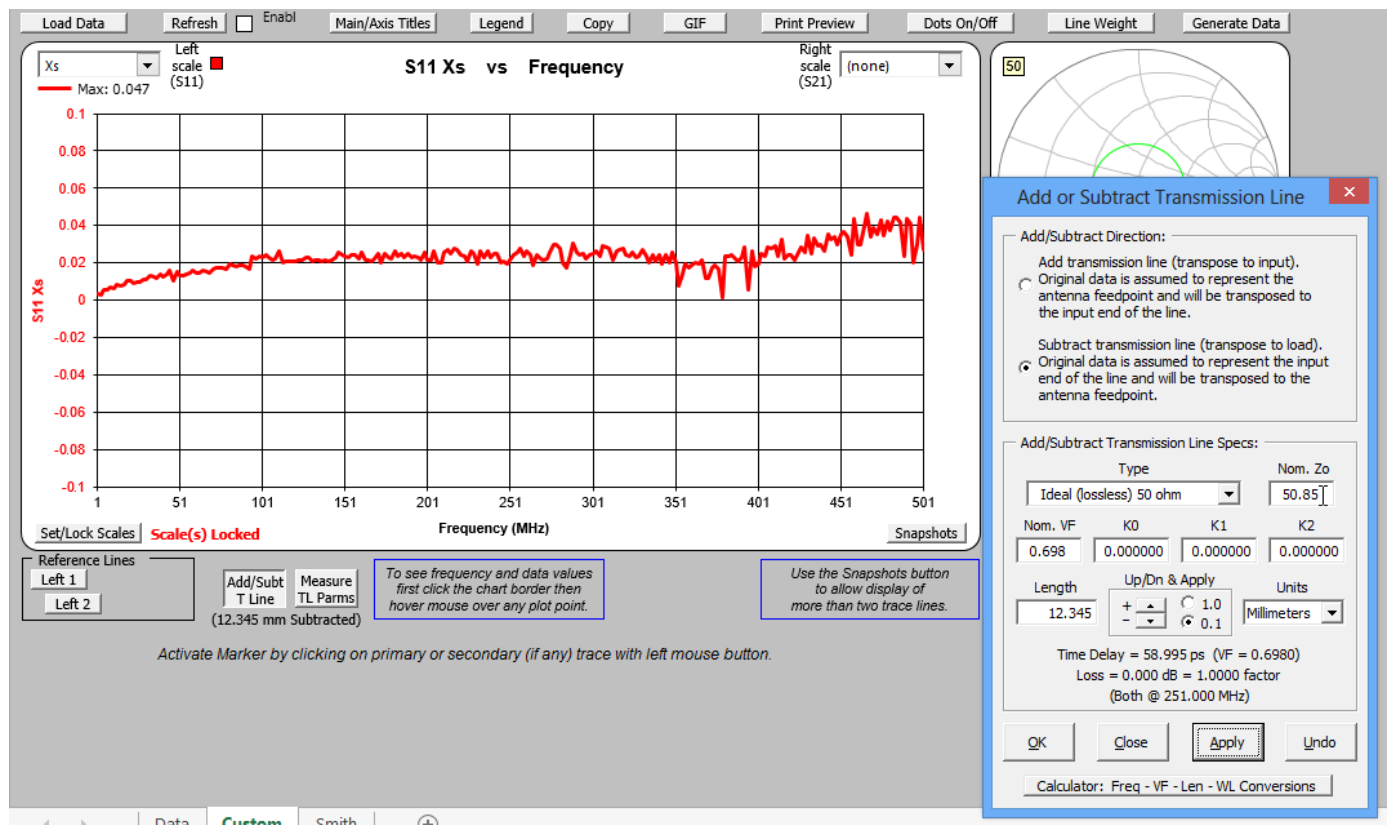 Load Data
Refresh
Enabl
Main/Axis Titles
Legend
Copy
GIF
Print Preview
Dots On/Off
Line Weight
Generate Data
Xs
Left
scale
(S11)
Max: 0.047
S11 Xs vs Frequency
Right
scale
(S21)
(none)
50
0.1
0.08
0.06
0.04
0.02
0
-0.02
-0.04
-0.06
-0.08
-0.1
S11 Xs
1 51 101 151 201 251 301 351 401 451 501
Frequency (MHz)
Set/Lock Scales
Scale(s) Locked
Snapshots
Reference Lines
Left 1
Left 2
Add/Subt
T Line
Measure
TL Parms
(12.345 mm Subtracted)
To see frequency and data values
first click the chart border then
hover mouse over any plot point.
Use the Snapshots button
to allow display of
more than two trace lines.
Activate Marker by clicking on primary or secondary (if any) trace with left mouse button.
Add or Subtract Transmission Line
Add/Subtract Direction:
Add transmission line (transpose to input).
Original data is assumed to represent the
antenna feedpoint and will be transposed to
the input end of the line.
Subtract transmission line (transpose to load).
Original data is assumed to represent the input
end of the line and will be transposed to the
antenna feedpoint.
Add/Subtract Transmission Line Specs:
Type
Nom. Zo
Ideal (lossless) 50 ohm
50.85
Nom. VF K0 K1 K2
0.698 0.000000 0.000000 0.000000
Length
Up/Dn & Apply
Units
12.345
+
-
1.0
0.1
Millimeters
Time Delay = 58.995 ps (VF = 0.6980)
Loss = 0.000 dB = 1.0000 factor
(Both @ 251.000 MHz)
OK
Close
Apply
Undo
Calculator: Freq - VF - Len - WL Conversions
Data
Custom
Smith